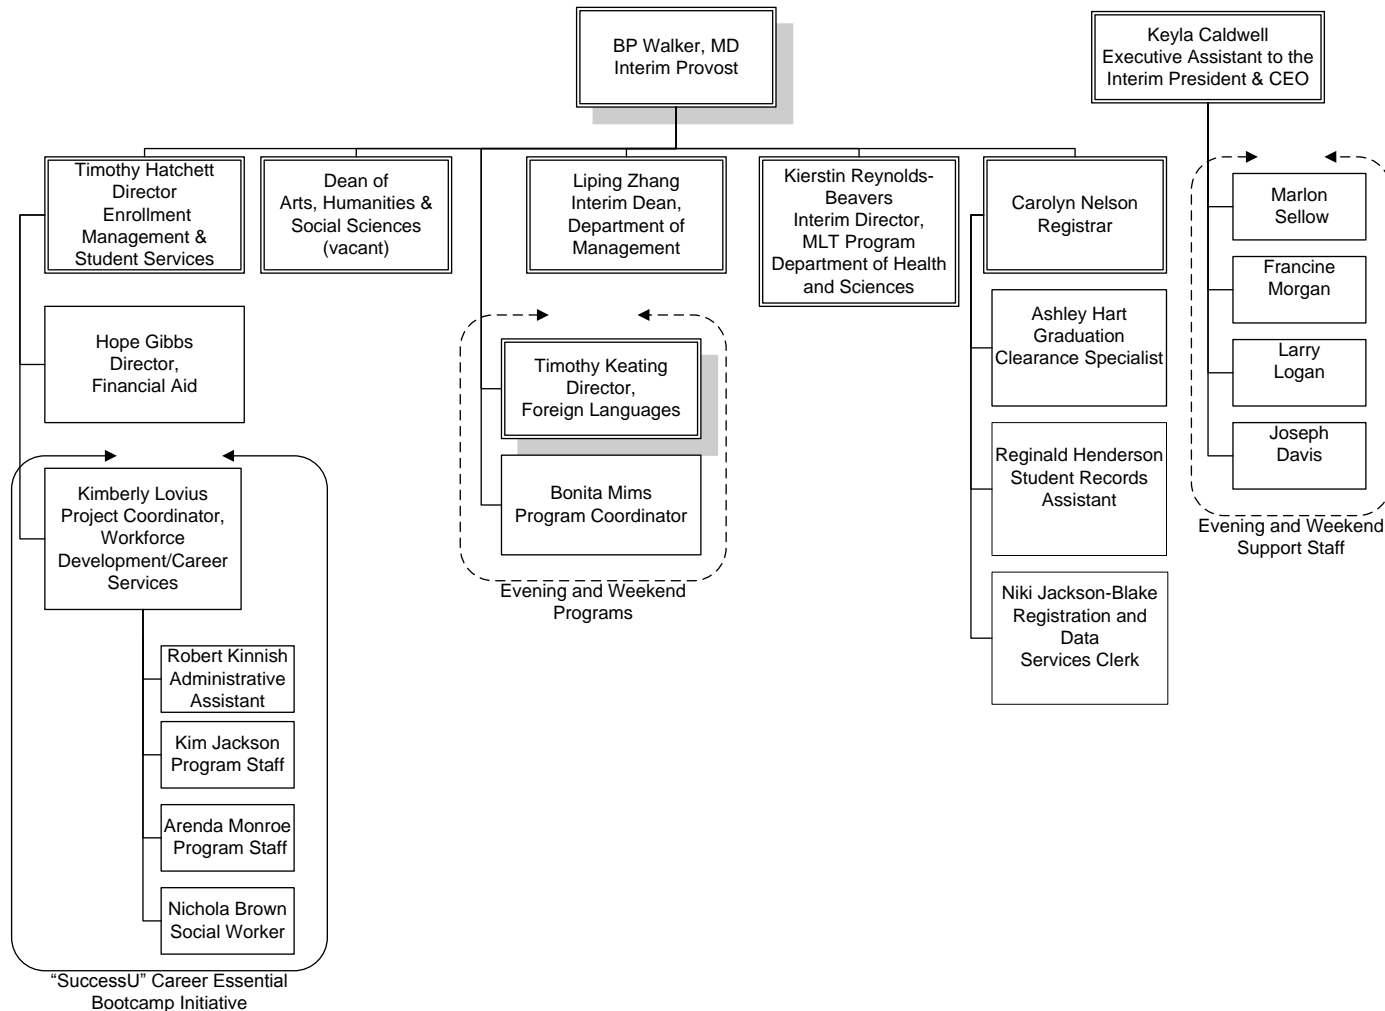 BP Walker, MD
Interim Provost
Keyla Caldwell
Executive Assistant to the
Interim President & CEO
Timothy Hatchett
Director
Enrollment
Management &
Student Services
Dean of
Arts, Humanities &
Social Sciences
(vacant)
Liping Zhang
Interim Dean,
Department of
Management
Kierstin Reynolds-
Beavers
Interim Director,
MLT Program
Department of Health
and Sciences
Carolyn Nelson
Registrar
Marlon
Sellow
Francine
Morgan
Larry
Logan
Joseph
Davis
Evening and Weekend
Support Staff
Hope Gibbs
Director,
Financial Aid
Timothy Keating
Director,
Foreign Languages
Bonita Mims
Program Coordinator
Evening and Weekend
Programs
Ashley Hart
Graduation
Clearance Specialist
Reginald Henderson
Student Records
Assistant
Niki Jackson-Blake
Registration and
Data
Services Clerk
Kimberly Lovius
Project Coordinator,
Workforce
Development/Career
Services
Robert Kinnish
Administrative
Assistant
Kim Jackson
Program Staff
Arenda Monroe
Program Staff
Nichola Brown
Social Worker
“SuccessU” Career Essential
Bootcamp Initiative